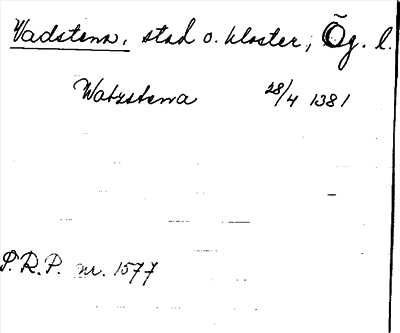 Vadstena, stad o. kloster, Ög. l.
Watzstena 28/4 1381
P.R.P. nr. 1577